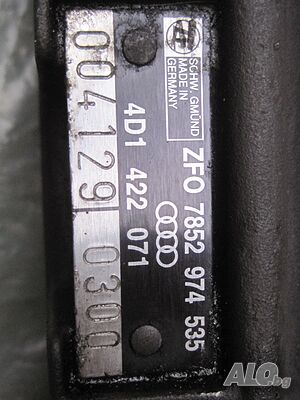 ZF
SCHW. GMÜND
MADE IN
GERMANY
ZFO 7852 974 535
4D1 422 071
004129 0300
ALO.bg